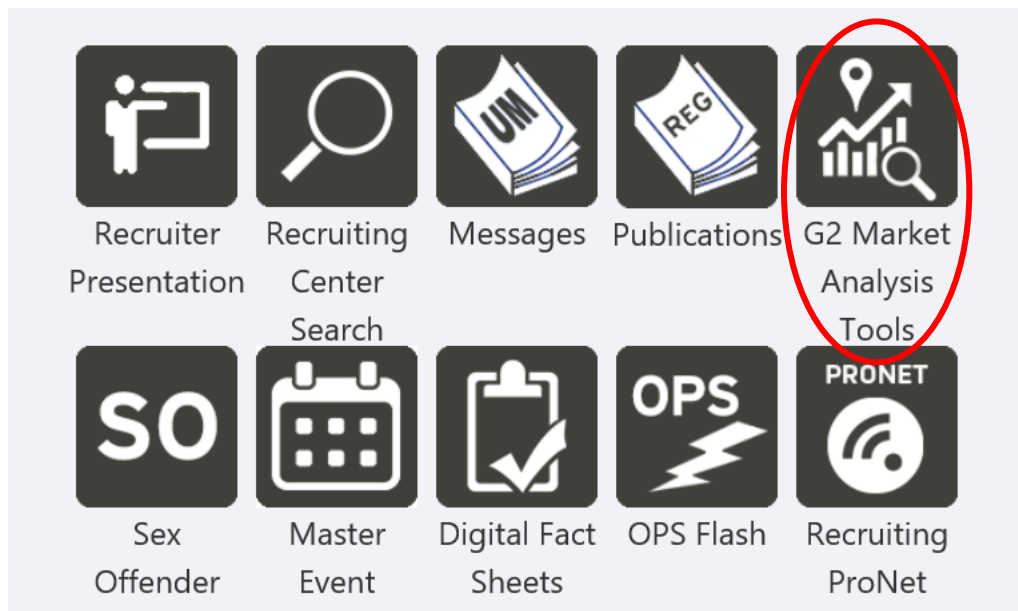 UM
REG
Recruiter Presentation
Recruiting Center Search
Messages
Publications
G2 Market Analysis Tools
SO
OPS
PRONET
Sex Offender
Master Event
Digital Fact Sheets
OPS Flash
Recruiting ProNet